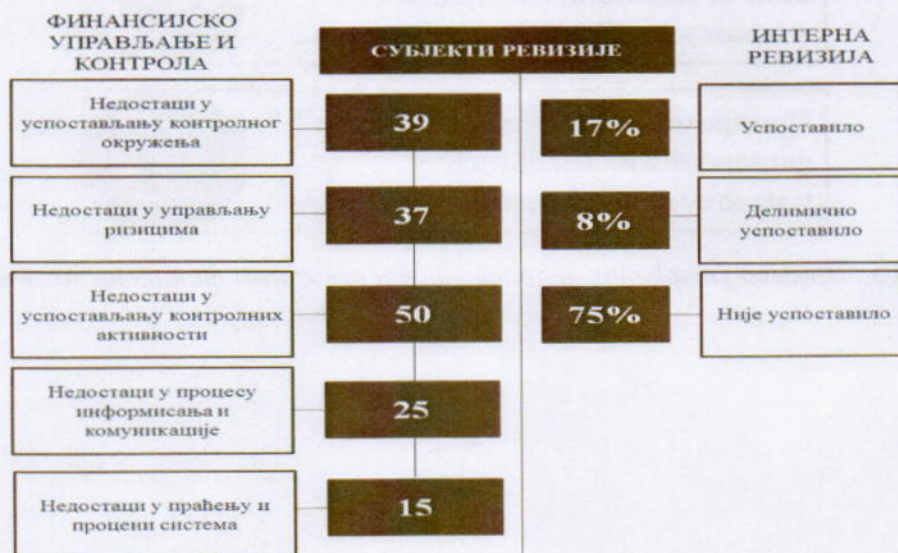 ФИНАНСИЈСКО
УПРАВЉАЊЕ И
КОНТРОЛА
СУБЈЕКТИ РЕВИЗИЈЕ
ИНТЕРНА
РЕВИЗИЈА
Недостаци у
успостављању контролног
окружења
39
17%
Успоставило
Недостаци у управљању
ризицима
37
8%
Делимично
успоставило
Недостаци у
успостављању контролних
активности
50
75%
Није успоставило
Недостаци у процесу
информисања и
комуникације
25
Недостаци у праћењу и
процени система
15